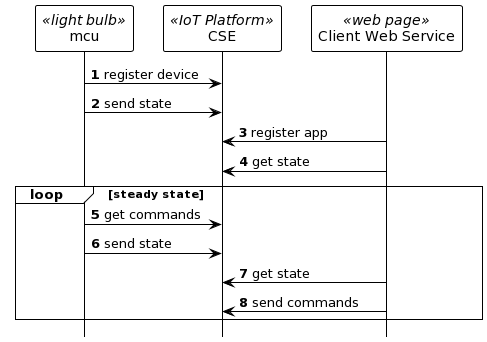 «light bulb»
mcu
«IoT Platform»
CSE
«web page»
Client Web Service
1 register device
2 send state
3 register app
4 get state
loop [steady state]
5 get commands
6 send state
7 get state
8 send commands